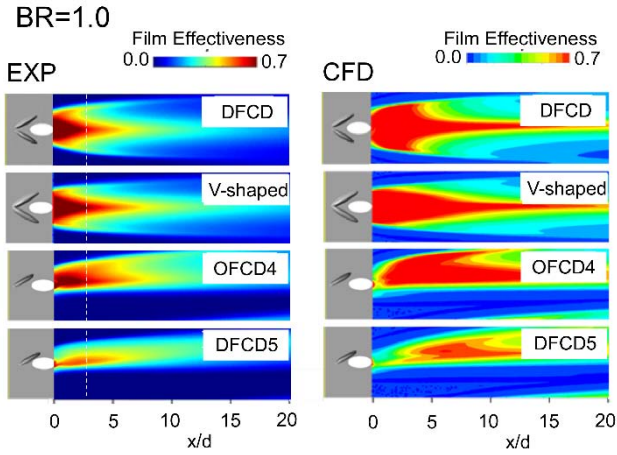 BR=1.0
Film Effectiveness
0.0 0.7
EXP
DFCD
V-shaped
OFCD4
DFCD5
0 5 10 15 20
x/d
Film Effectiveness
0.0 0.7
CFD
DFCD
V-shaped
OFCD4
DFCD5
0 5 10 15 20
x/d